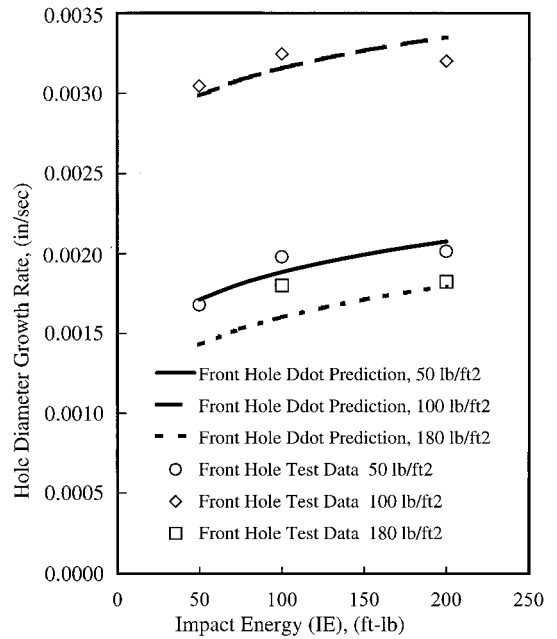 0.0035
0.0030
0.0025
0.0020
0.0015
0.0010
0.0005
0.0000
Hole Diameter Growth Rate, (in/sec)
Front Hole Ddot Prediction, 50 lb/ft2
Front Hole Ddot Prediction, 100 lb/ft2
Front Hole Ddot Prediction, 180 lb/ft2
Front Hole Test Data 50 lb/ft2
Front Hole Test Data 100 lb/ft2
Front Hole Test Data 180 lb/ft2
0 50 100 150 200 250
Impact Energy (IE), (ft-lb)